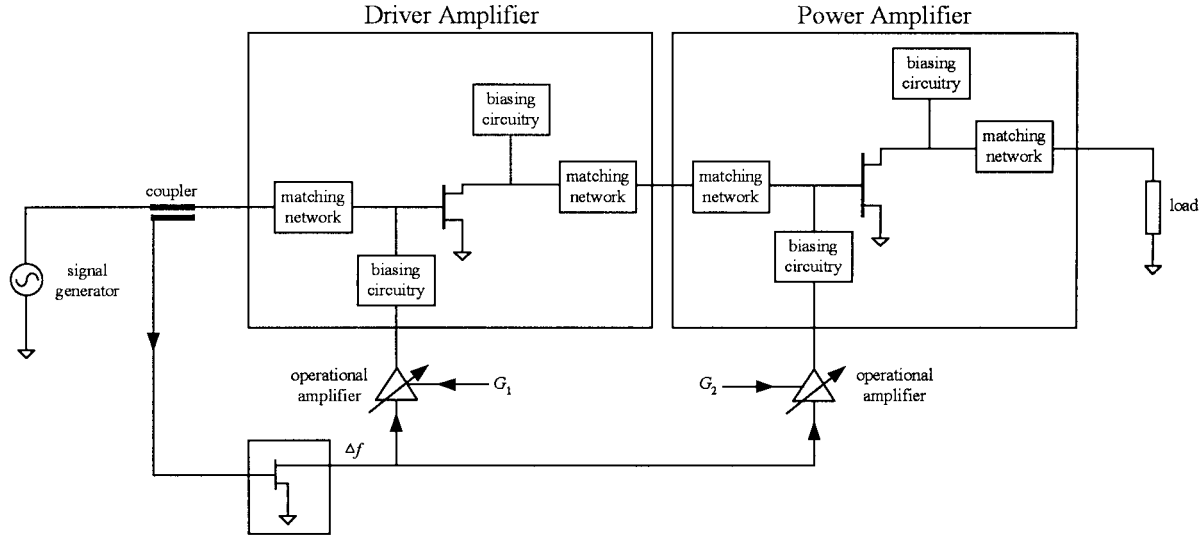 Driver Amplifier
Power Amplifier
biasing
circuitry
biasing
circuitry
matching
network
coupler
matching
network
matching
network
matching
network
load
signal
generator
biasing
circuitry
biasing
circuitry
operational
amplifier
G1
G2
operational
amplifier
Δf